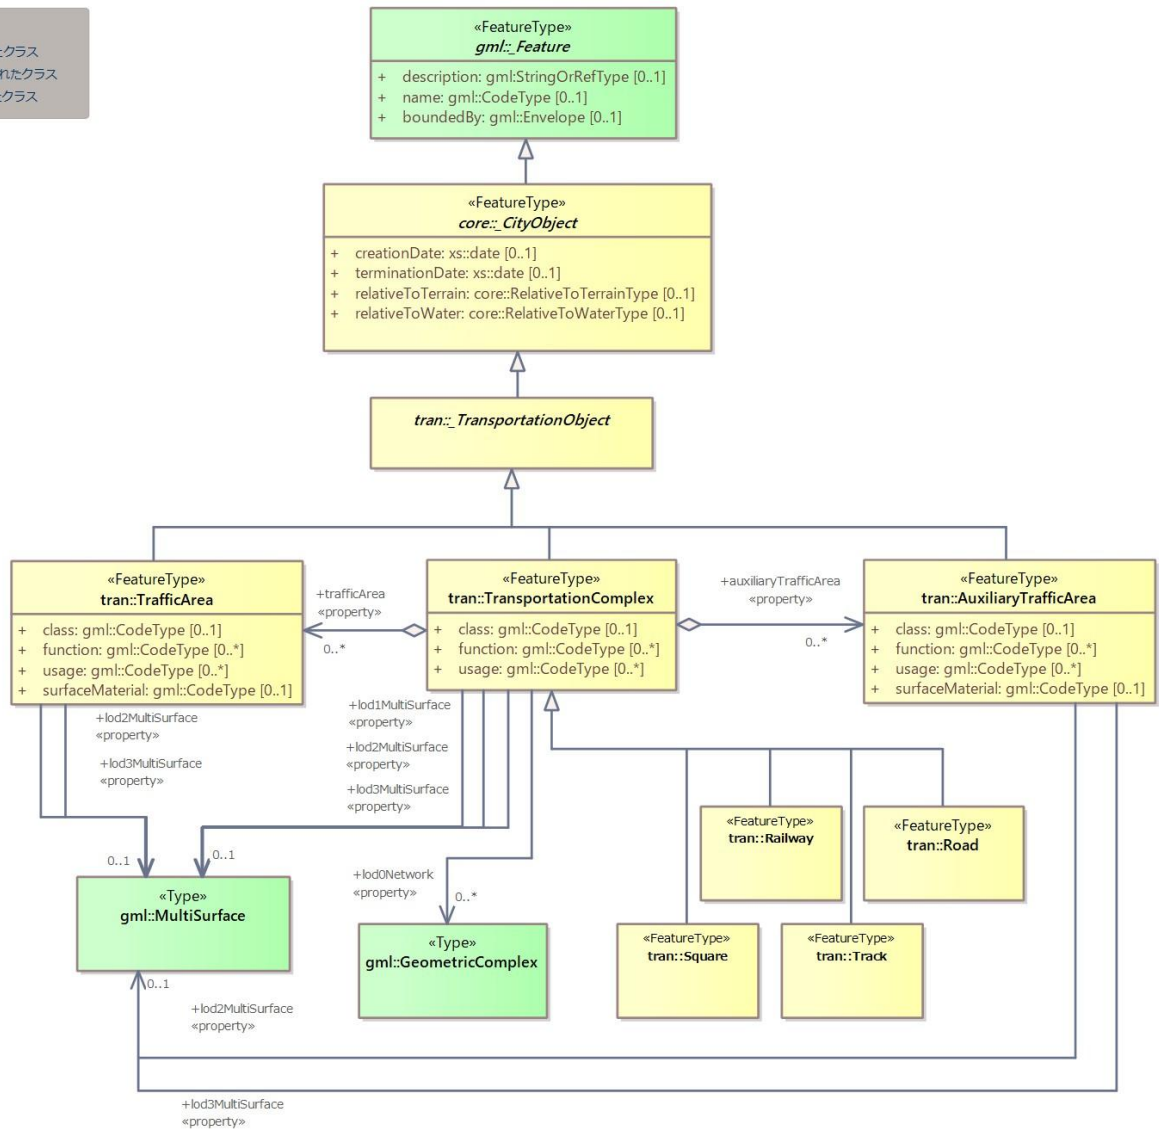 クラス
れたクラス
クラス
«FeatureType»
gml::_Feature
+ description: gml:StringOrRefType [0..1]
+ name: gml::CodeType [0..1]
+ boundedBy: gml::Envelope [0..1]
«FeatureType»
core::_CityObject
+ creationDate: xs::date [0..1]
+ terminationDate: xs::date [0..1]
+ relativeToTerrain: core::RelativeToTerrainType [0..1]
+ relativeToWater: core::RelativeToWaterType [0..1]
tran::_TransportationObject
«FeatureType»
tran::TrafficArea
+ class: gml::CodeType [0..1]
+ function: gml::CodeType [0..*]
+ usage: gml::CodeType [0..*]
+ surfaceMaterial: gml::CodeType [0..1]
+trafficArea
«property»
0..*
«FeatureType»
tran::TransportationComplex
+ class: gml::CodeType [0..1]
+ function: gml::CodeType [0..*]
+ usage: gml::CodeType [0..*]
+auxiliaryTrafficArea
«property»
0..*
«FeatureType»
tran::AuxiliaryTrafficArea
+ class: gml::CodeType [0..1]
+ function: gml::CodeType [0..*]
+ usage: gml::CodeType [0..*]
+ surfaceMaterial: gml::CodeType [0..1]
+lod2MultiSurface
«property»
+lod3MultiSurface
«property»
+lod1MultiSurface
«property»
+lod2MultiSurface
«property»
+lod3MultiSurface
«property»
0..1
0..1
+lod0Network
«property»
0..*
«FeatureType»
tran::Railway
«FeatureType»
tran::Road
«Type»
gml::MultiSurface
«Type»
gml::GeometricComplex
«FeatureType»
tran::Square
«FeatureType»
tran::Track
0..1
+lod2MultiSurface
«property»
+lod3MultiSurface
«property»